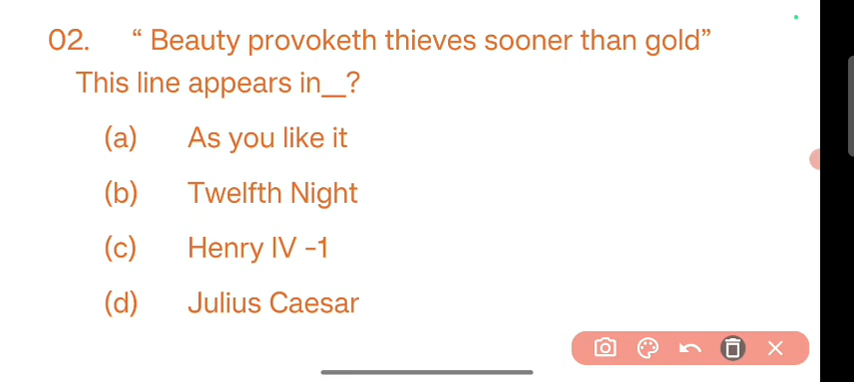 02. “ Beauty provoketh thieves sooner than gold”
This line appears in__?
(a) As you like it
(b) Twelfth Night
(c) Henry IV -1
(d) Julius Caesar